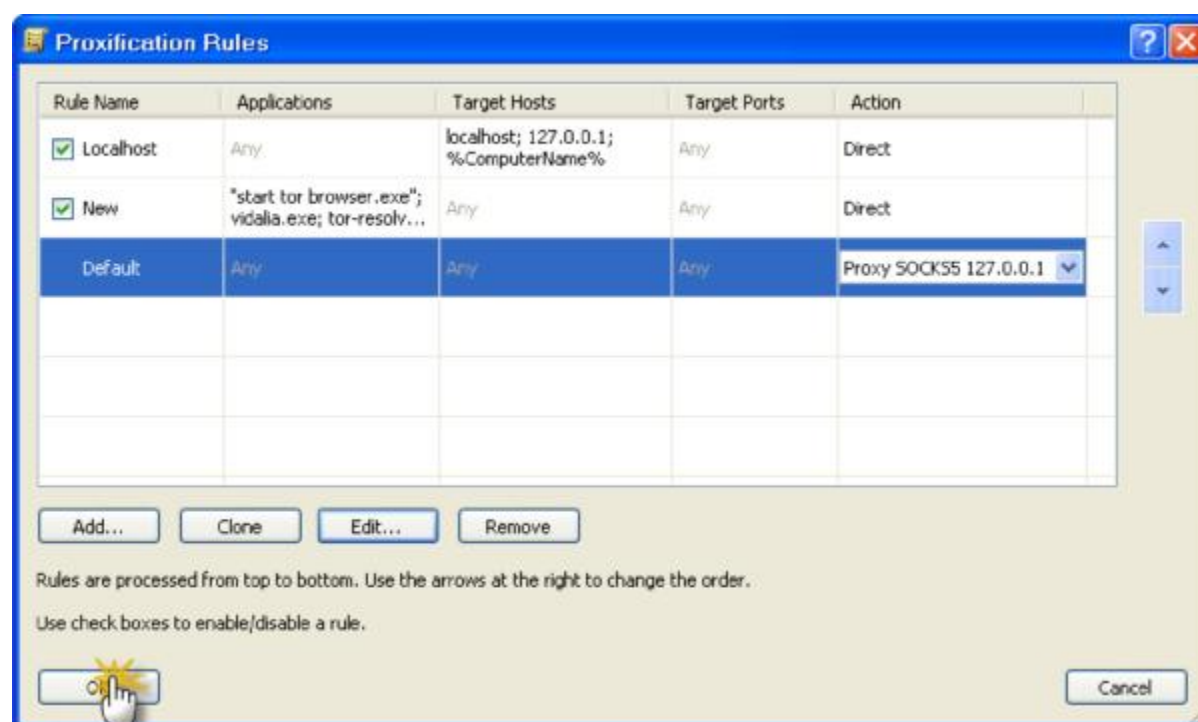 Proxification Rules
Rule Name Applications Target Hosts Target Ports Action
Localhost Any localhost; 127.0.0.1; Any Direct
%ComputerName%
New "start tor browser.exe"; Any Any Direct
vidalia.exe; tor-resolv...
Default Any Any Any Proxy SOCKS5 127.0.0.1
Add... Clone Edit... Remove
Rules are processed from top to bottom. Use the arrows at the right to change the order.
Use check boxes to enable/disable a rule.
Cancel